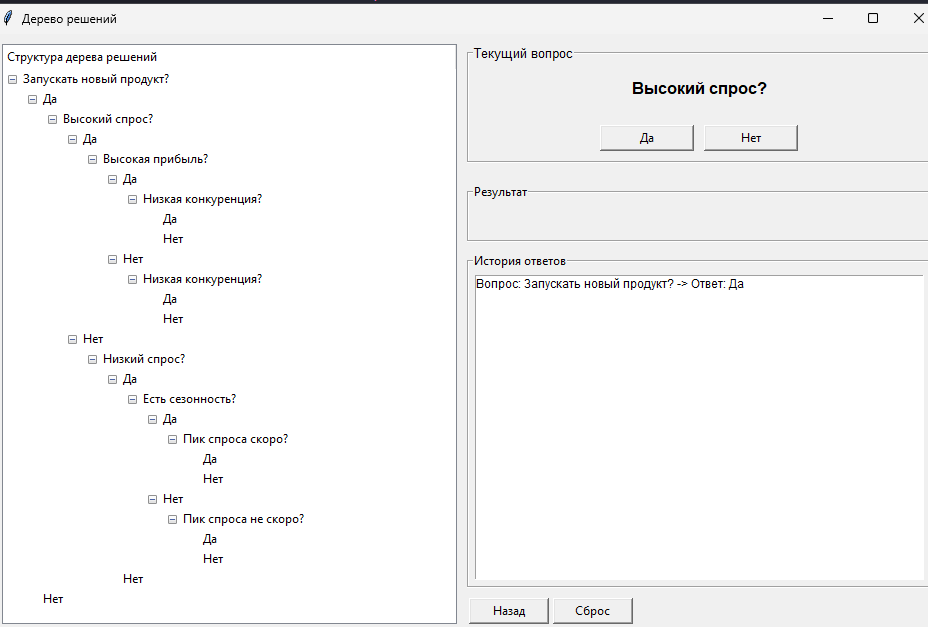 Дерево решений
Структура дерева решений
Запускать новый продукт?
Да
Высокий спрос?
Да
Высокая прибыль?
Да
Низкая конкуренция?
Да
Нет
Нет
Низкая конкуренция?
Да
Нет
Нет
Низкий спрос?
Да
Есть сезонность?
Да
Пик спроса скоро?
Да
Нет
Нет
Пик спроса не скоро?
Да
Нет
Нет
Нет
Текущий вопрос
Высокий спрос?
Да Нет
Результат
История ответов
Вопрос: Запускать новый продукт? -> Ответ: Да
Назад Сброс